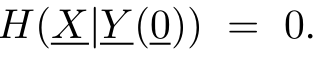 H(X|Y(0)) = 0.